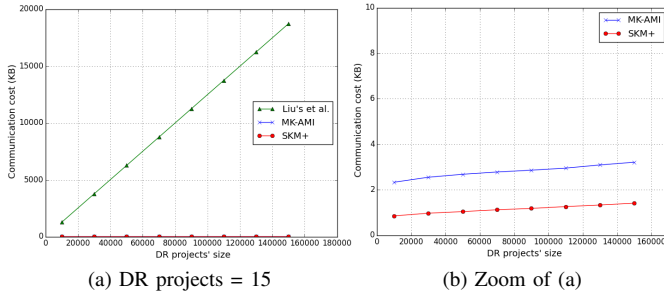 20000
15000
10000
5000
0
Communication cost (KB)
Liu's et al.
MK-AMI
SKM+
0 20000 40000 60000 80000 100000 120000 140000 160000 180000
DR projects' size
(a) DR projects = 15
10
8
6
4
2
0
Communication cost (KB)
MK-AMI
SKM+
0 20000 40000 60000 80000 100000 120000 140000 160000
DR projects' size
(b) Zoom of (a)